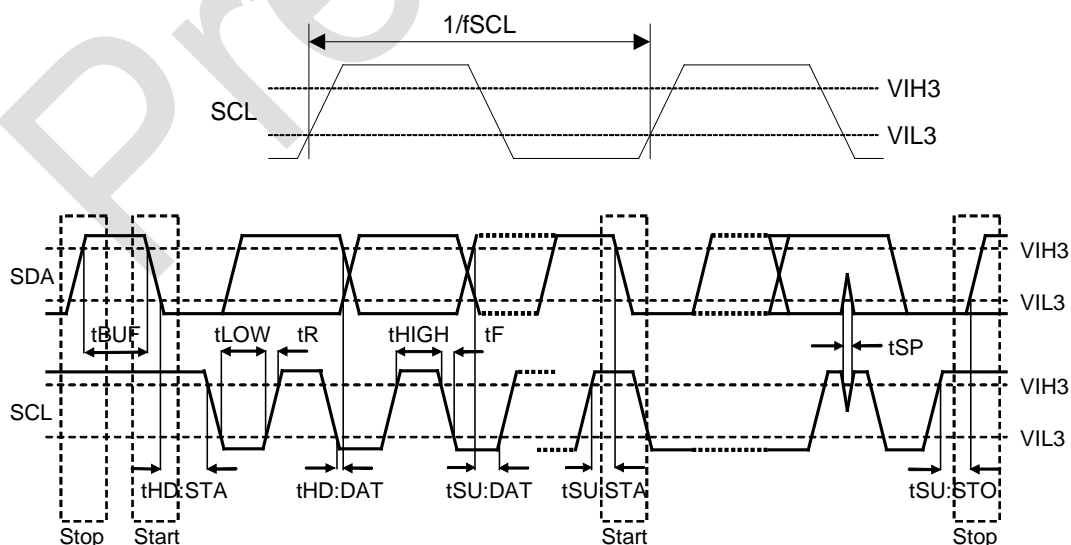 Pre
1/fSCL
VIH3
SCL
VIL3
VIH3
SDA
VIL3
tBUF tLOW tR tHIGH tF
tSP
VIH3
SCL
VIL3
tHD:STA tHD:DAT tSU:DAT tSU:STA tSU:STO
Stop Start Start Stop